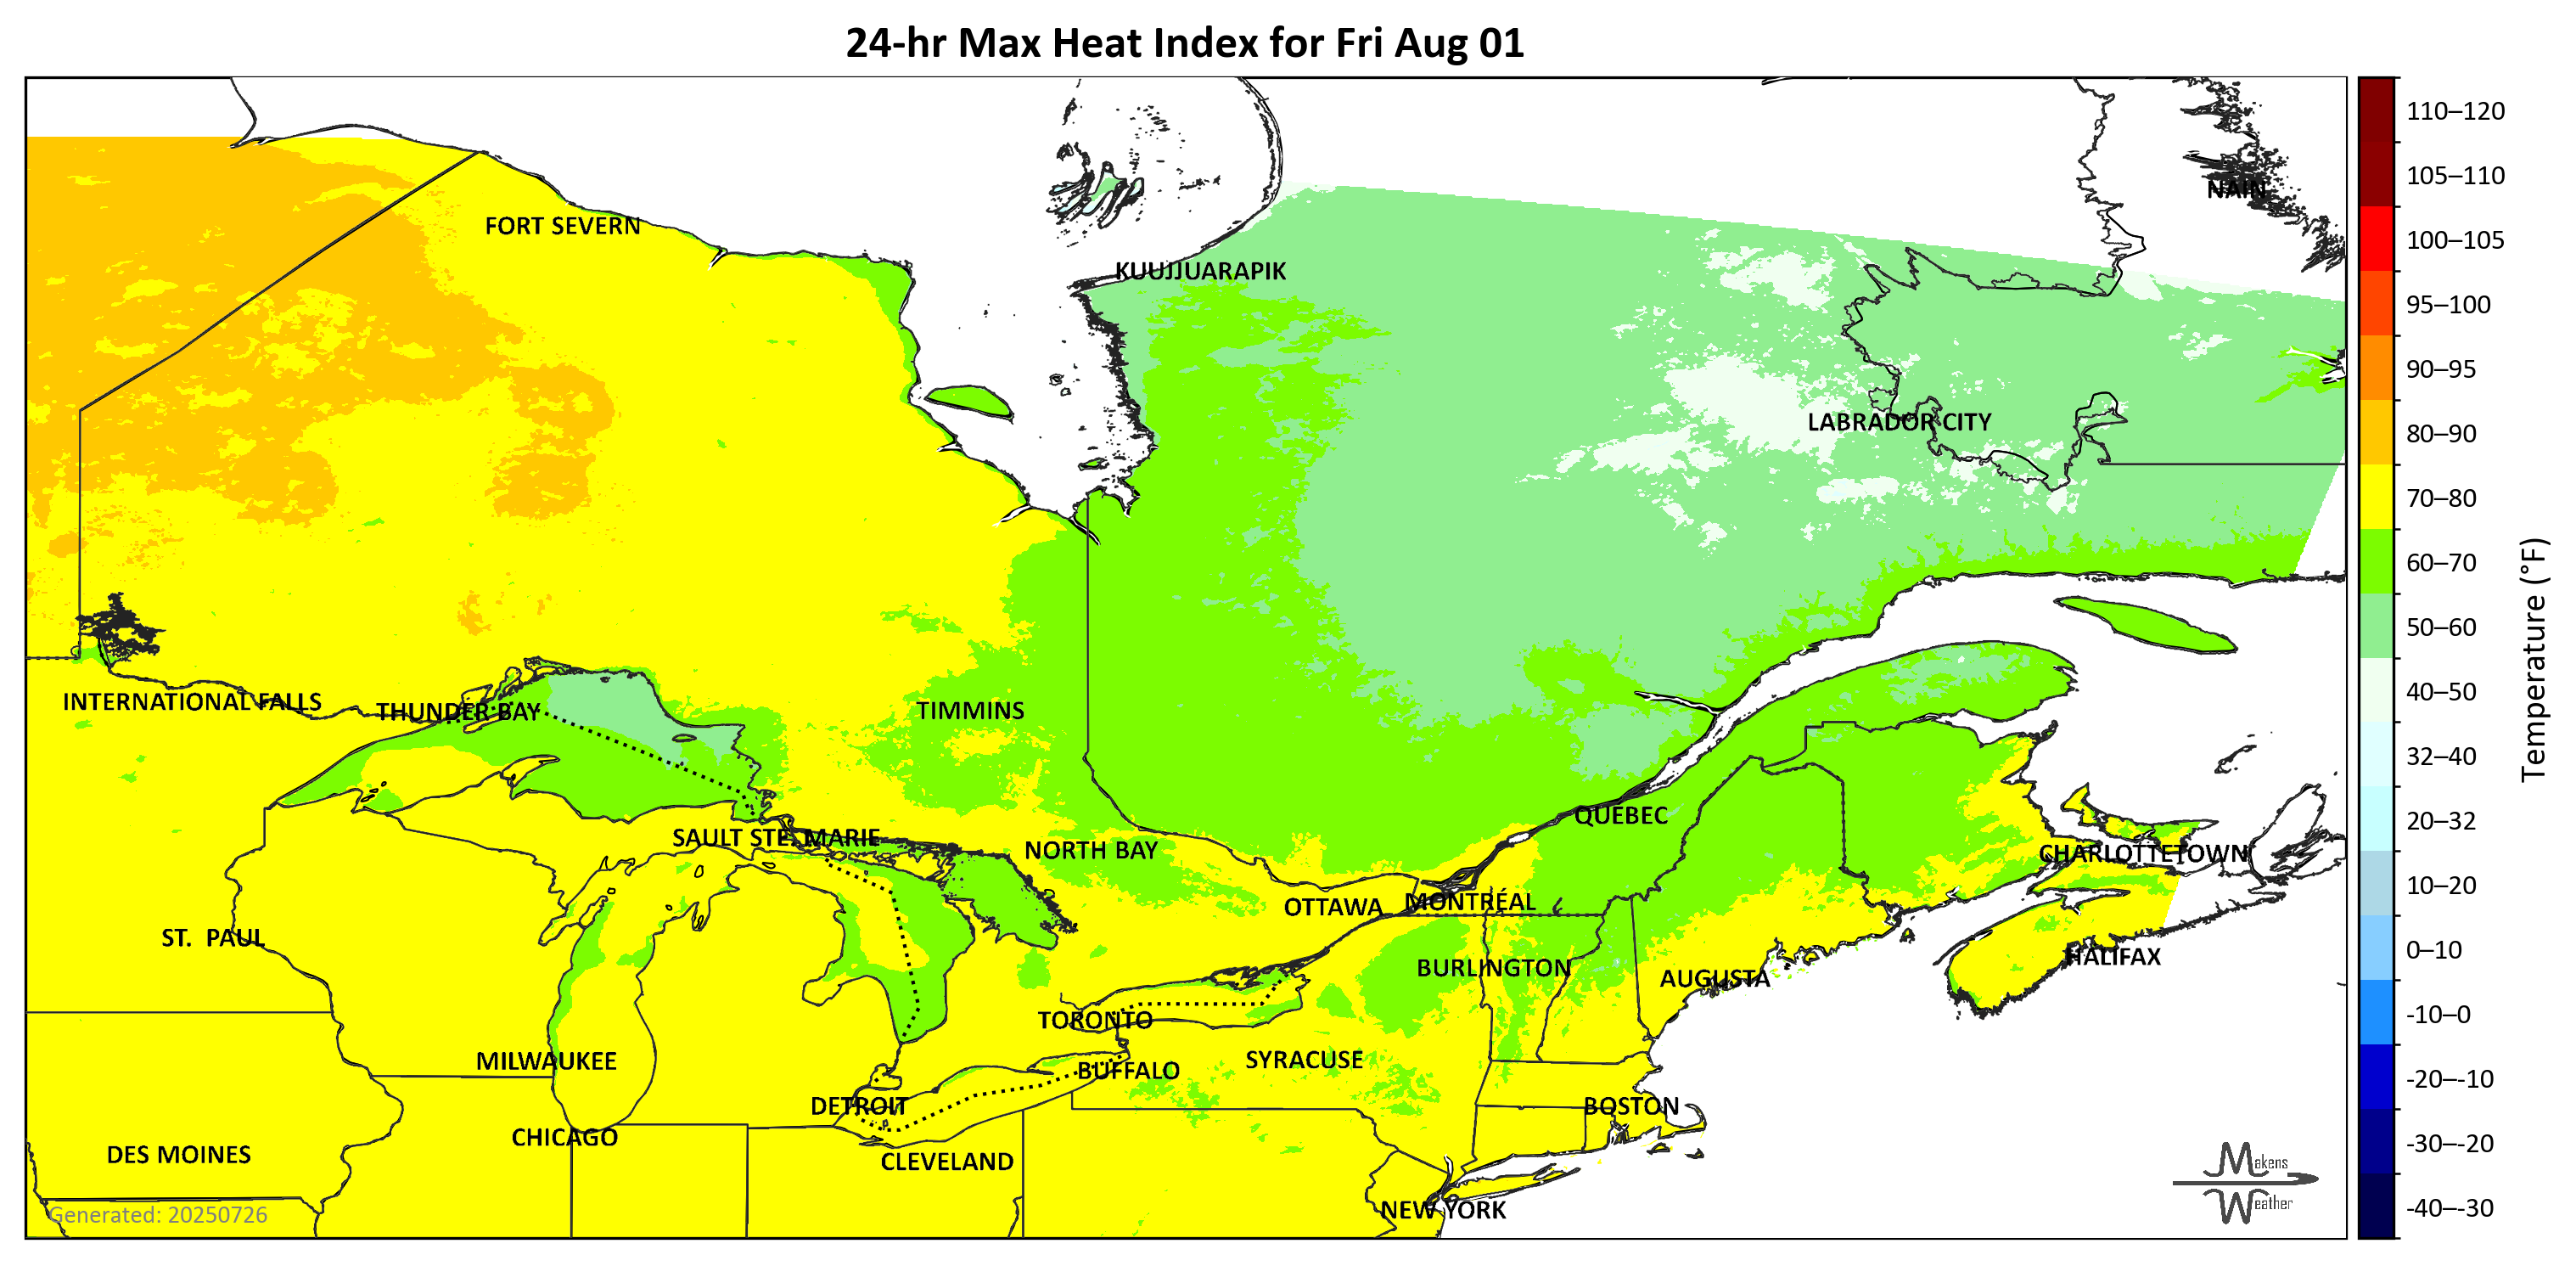 24-hr Max Heat Index for Fri Aug 01
110–120
105–110
NAIN
FORT SEVERN
100–105
KUUJJUARAPIK
95–100
90–95
LABRADOR CITY
80–90
70–80
60–70
50–60
Temperature (°F)
40–50
INTERNATIONAL FALLS
THUNDER BAY
TIMMINS
32–40
QUÉBEC
20–32
SAULT STE. MARIE
NORTH BAY
CHARLOTTETOWN
10–20
OTTAWA
MONTRÉAL
ST. PAUL
0–10
HALIFAX
BURLINGTON
AUGUSTA
-10–0
TORONTO
MILWAUKEE
SYRACUSE
BUFFALO
-20–-10
DETROIT
BOSTON
CHICAGO
-30–-20
DES MOINES
CLEVELAND
Makens
Weather
-40–-30
NEW YORK
Generated: 20250726